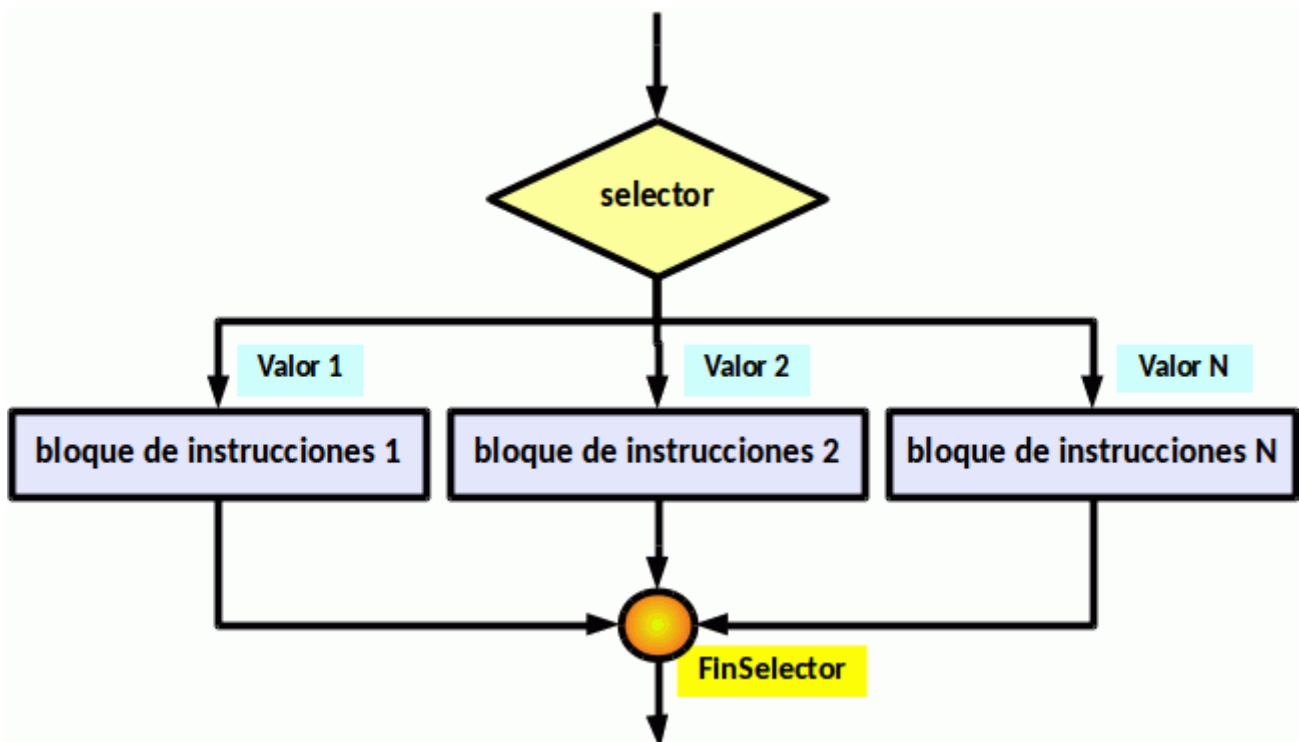 selector
Valor 1
Valor 2
Valor N
bloque de instrucciones 1
bloque de instrucciones 2
bloque de instrucciones N
FinSelector